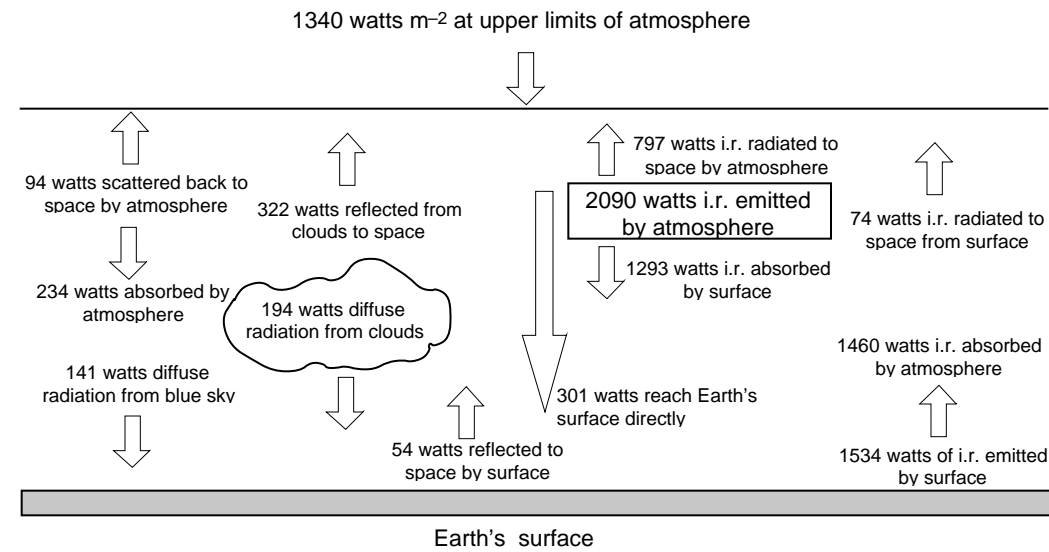 1340 watts m–2 at upper limits of atmosphere
94 watts scattered back to
space by atmosphere
322 watts reflected from
clouds to space
797 watts i.r. radiated to
space by atmosphere
2090 watts i.r. emitted
by atmosphere
74 watts i.r. radiated to
space from surface
234 watts absorbed by
atmosphere
194 watts diffuse
radiation from clouds
1293 watts i.r. absorbed
by surface
141 watts diffuse
radiation from blue sky
301 watts reach Earth's
surface directly
1460 watts i.r. absorbed
by atmosphere
54 watts reflected to
space by surface
1534 watts of i.r. emitted
by surface
Earth's surface